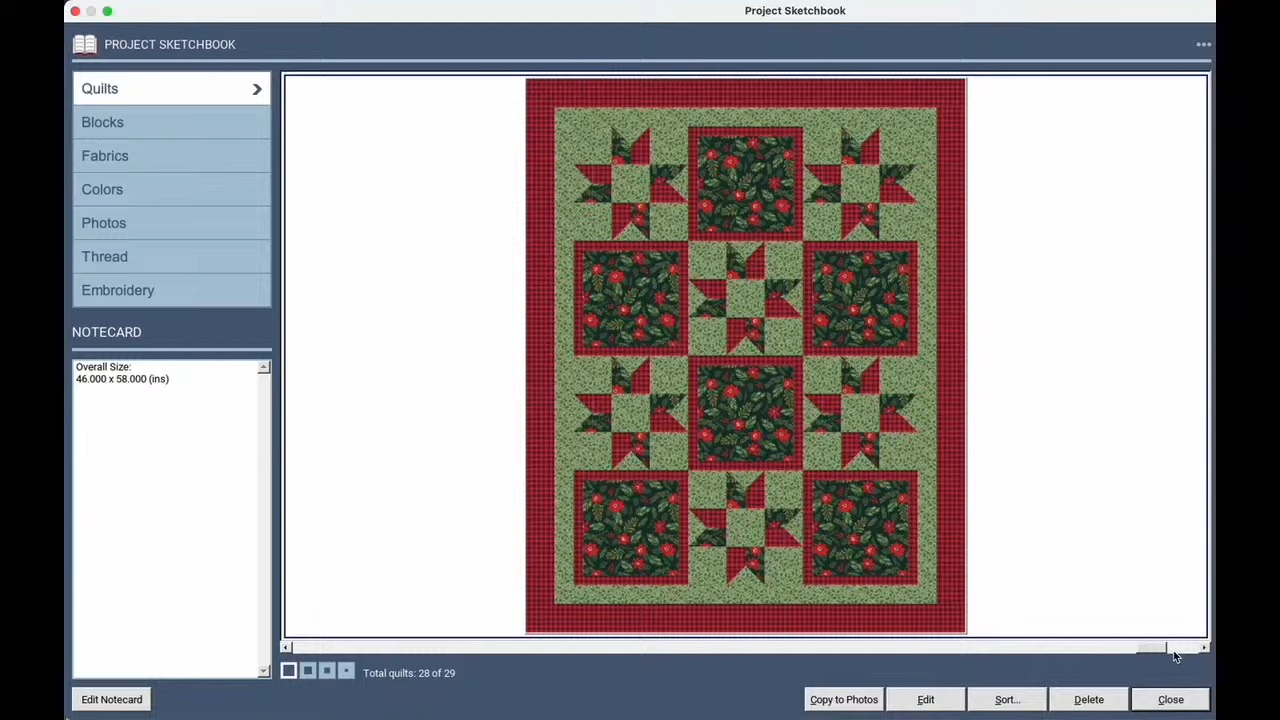 Project Sketchbook
PROJECT SKETCHBOOK
Quilts
Blocks
Fabrics
Colors
Photos
Thread
Embroidery
NOTECARD
Overall Size:
46.000 x 58.000 (ins)
Total quilts: 28 of 29
Edit Notecard
Copy to Photos
Edit
Sort...
Delete
Close